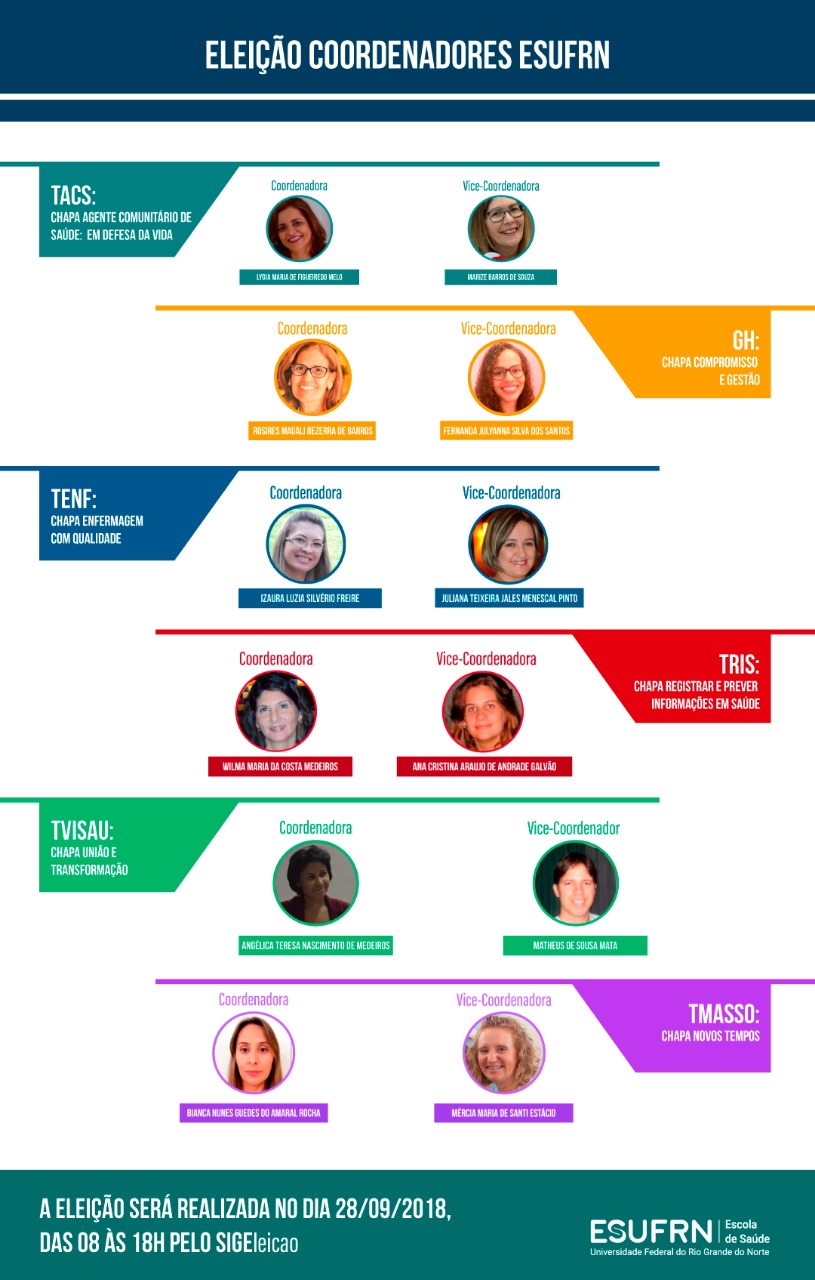 ELEIÇÃO COORDENADORES ESUFRN
TACS:
CHAPA AGENTE COMUNITÁRIO DE
SAÚDE: EM DEFESA DA VIDA
Coordenadora
Vice-Coordenadora
LYGIA MARIA DE FIGUEIREDO MELO
MARIZE BARROS DE SOUZA
Coordenadora
Vice-Coordenadora
GH:
CHAPA COMPROMISSO
E GESTÃO
ROSIRES MAGALI BEZERRA DE BARROS
FERNANDA JULYANNA SILVA DOS SANTOS
TENF:
CHAPA ENFERMAGEM
COM QUALIDADE
Coordenadora
Vice-Coordenadora
IZAURA LUZIA SILVÉRIO FREIRE
JULIANA TEIXEIRA JALES MENESCAL PINTO
Coordenadora
Vice-Coordenadora
TRIS:
CHAPA REGISTRAR E PREVER
INFORMAÇÕES EM SAÚDE
WILMA MARIA DA COSTA MEDEIROS
ANA CRISTINA ARAUJO DE ANDRADE GALVÃO
TVISAU:
CHAPA UNIÃO E
TRANSFORMAÇÃO
Coordenadora
Vice-Coordenador
ANGÉLICA TERESA NASCIMENTO DE MEDEIROS
MATHEUS DE SOUSA MATA
Coordenadora
Vice-Coordenadora
TMASSO:
CHAPA NOVOS TEMPOS
BIANCA NUNES GUEDES DO AMARAL ROCHA
MÉRCIA MARIA DE SANTI ESTÁCIO
A ELEIÇÃO SERÁ REALIZADA NO DIA 28/09/2018,
DAS 08 ÀS 18H PELO SIGEleicao
ESUFRN
Escola
de Saúde
Universidade Federal do Rio Grande do Norte